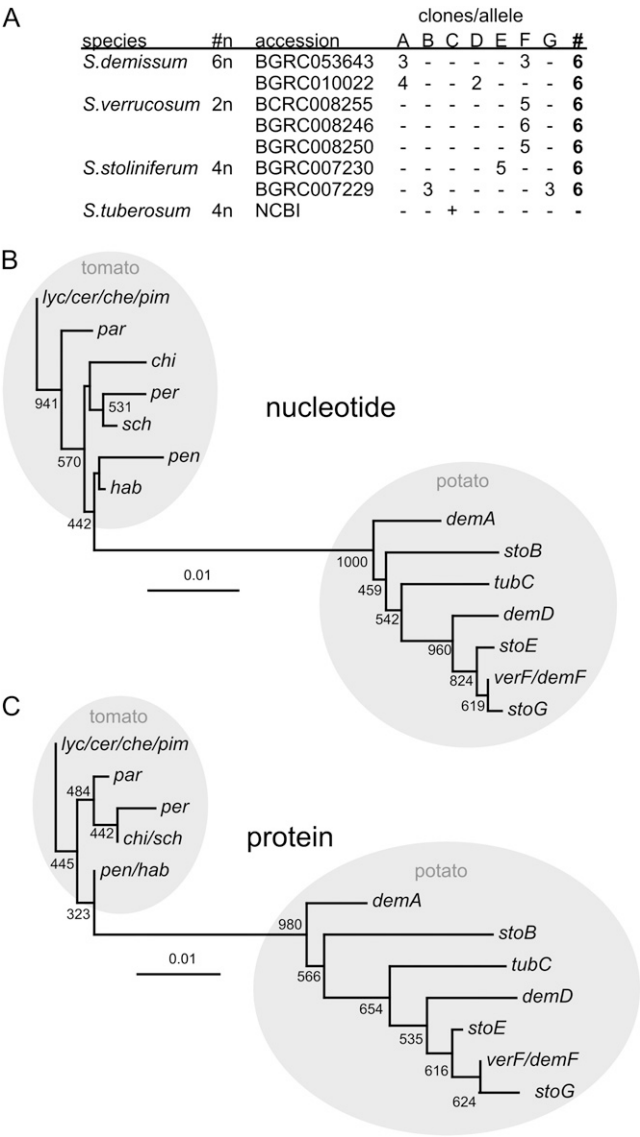 A
clones/allele
species #n accession A B C D E F G #
S.demissum 6n BGRC053643 3 - - - - 3 - 6
BGRC010022 4 - - 2 - - - 6
S.verrucosum 2n BCRC008255 - - - - - 5 - 6
BGRC008246 - - - - - 6 - 6
BGRC008250 - - - - - 5 - 6
S.stoliniferum 4n BGRC007230 - - - - 5 - - 6
BGRC007229 - 3 - - - - 3 6
S.tuberosum 4n NCBI - - + - - - - -
B
tomato
lyc/cer/che/pim
par
chi
941
531
per
sch
570
pen
hab
442
nucleotide
0.01
potato
demA
1000
stoB
459
tubC
542
demD
960
stoE
824
verF/demF
619
stoG
C
tomato
lyc/cer/che/pim
484
par
per
442
chi/sch
445
pen/hab
323
protein
0.01
potato
980
demA
stoB
566
tubC
654
demD
535
stoE
616
verF/demF
624
stoG